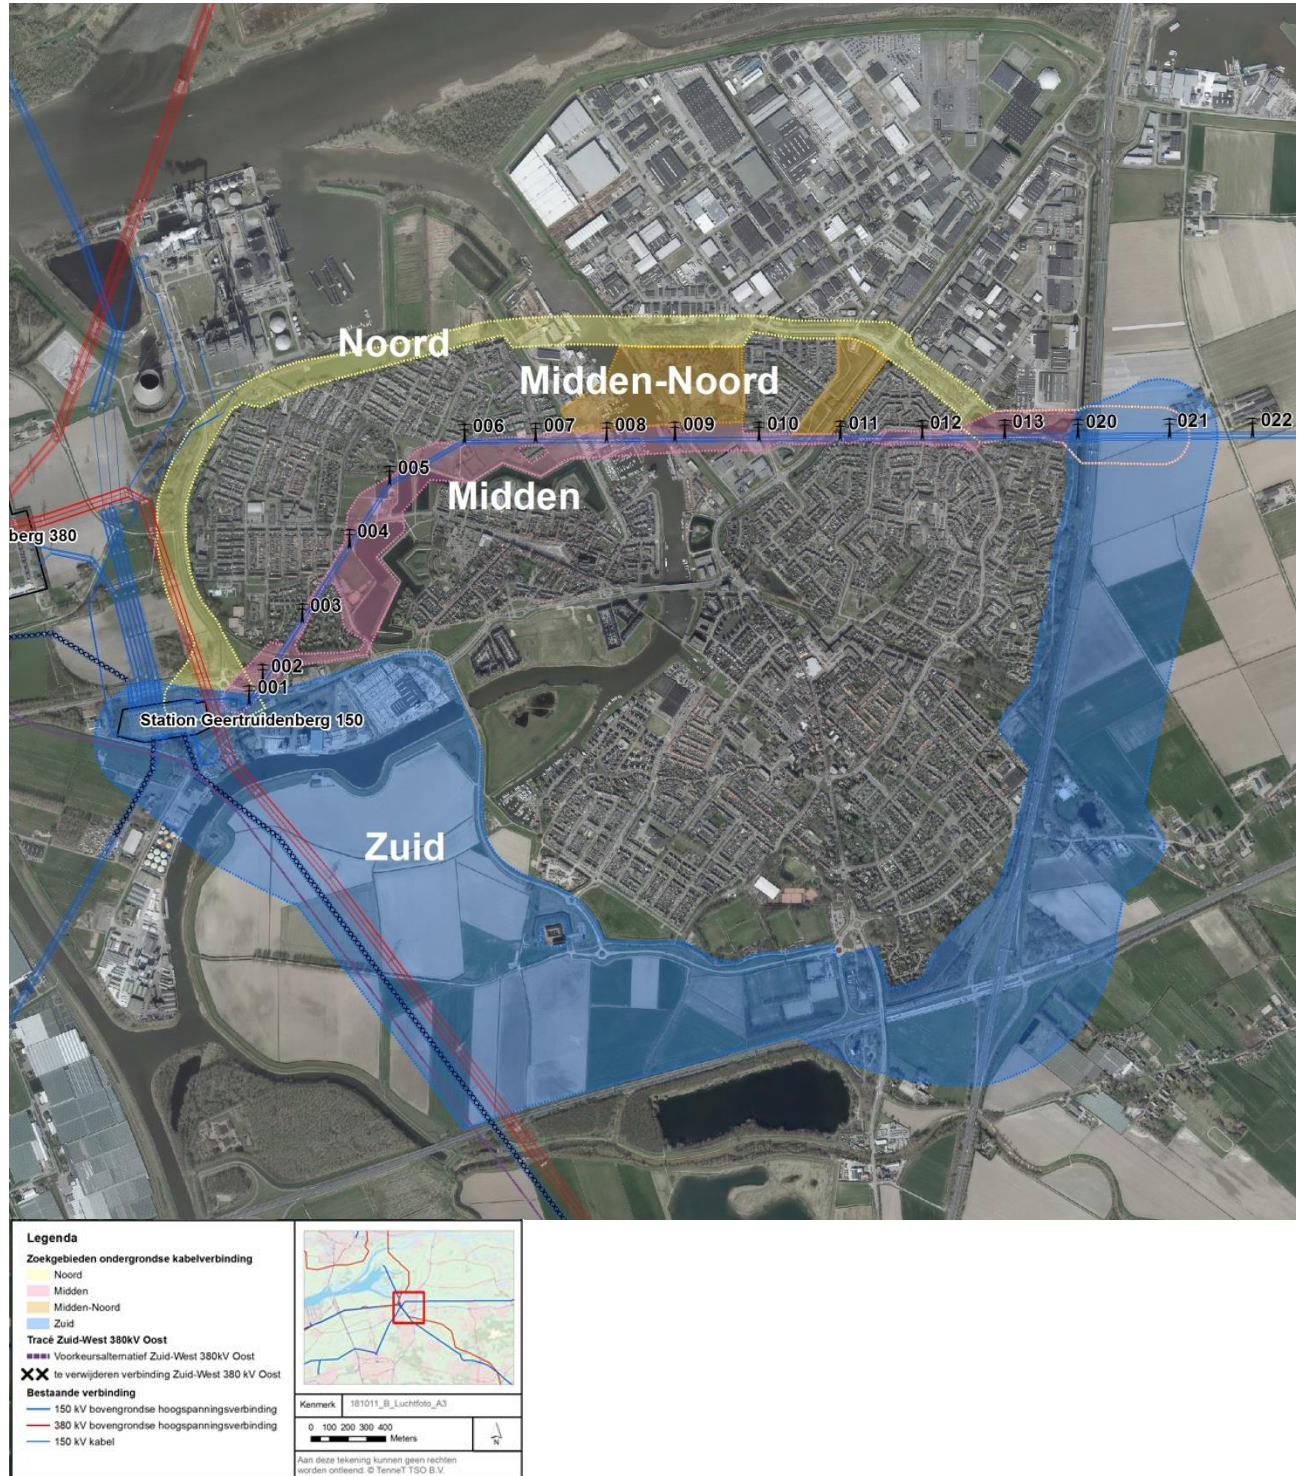 Noord
Midden-Noord
006 007 008 009 010 011 012 013 020 021 022
005
Midden
004
berg 380
003
002
001
Station Geertruidenberg 150
Zuid
Legenda
Zoekgebieden ondergrondse kabelverbinding
Noord
Midden
Midden-Noord
Zuid
Tracé Zuid-West 380kV Oost
Voorkeursalternatief Zuid-West 380kV Oost
te verwijderen verbinding Zuid-West 380 kV Oost
Bestaande verbinding
150 kV bovengrondse hoogspanningsverbinding
380 kV bovengrondse hoogspanningsverbinding
150 kV kabel
Kenmerk 181011_B_Luchtfoto_A3
0 100 200 300 400
Meters
N
Aan deze tekening kunnen geen rechten
worden ontleend. © TenneT TSO B.V.